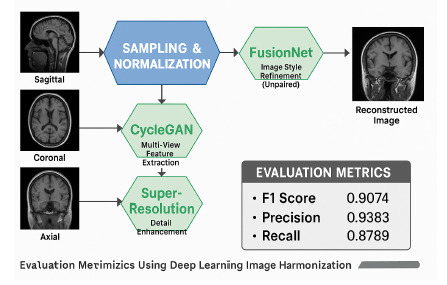 Sagittal
SAMPLING &
NORMALIZATION
FusionNet
Image Style
Refinement
(Unpaired)
Reconstructed
Image
Coronal
CycleGAN
Multi-View
Feature
Extraction
Axial
Super-
Resolution
Detail
Enhancement
EVALUATION METRICS
• F1 Score 0.9074
• Precision 0.9383
• Recall 0.8789
Evaluation Metimizics Using Deep Learning Image Harmonization